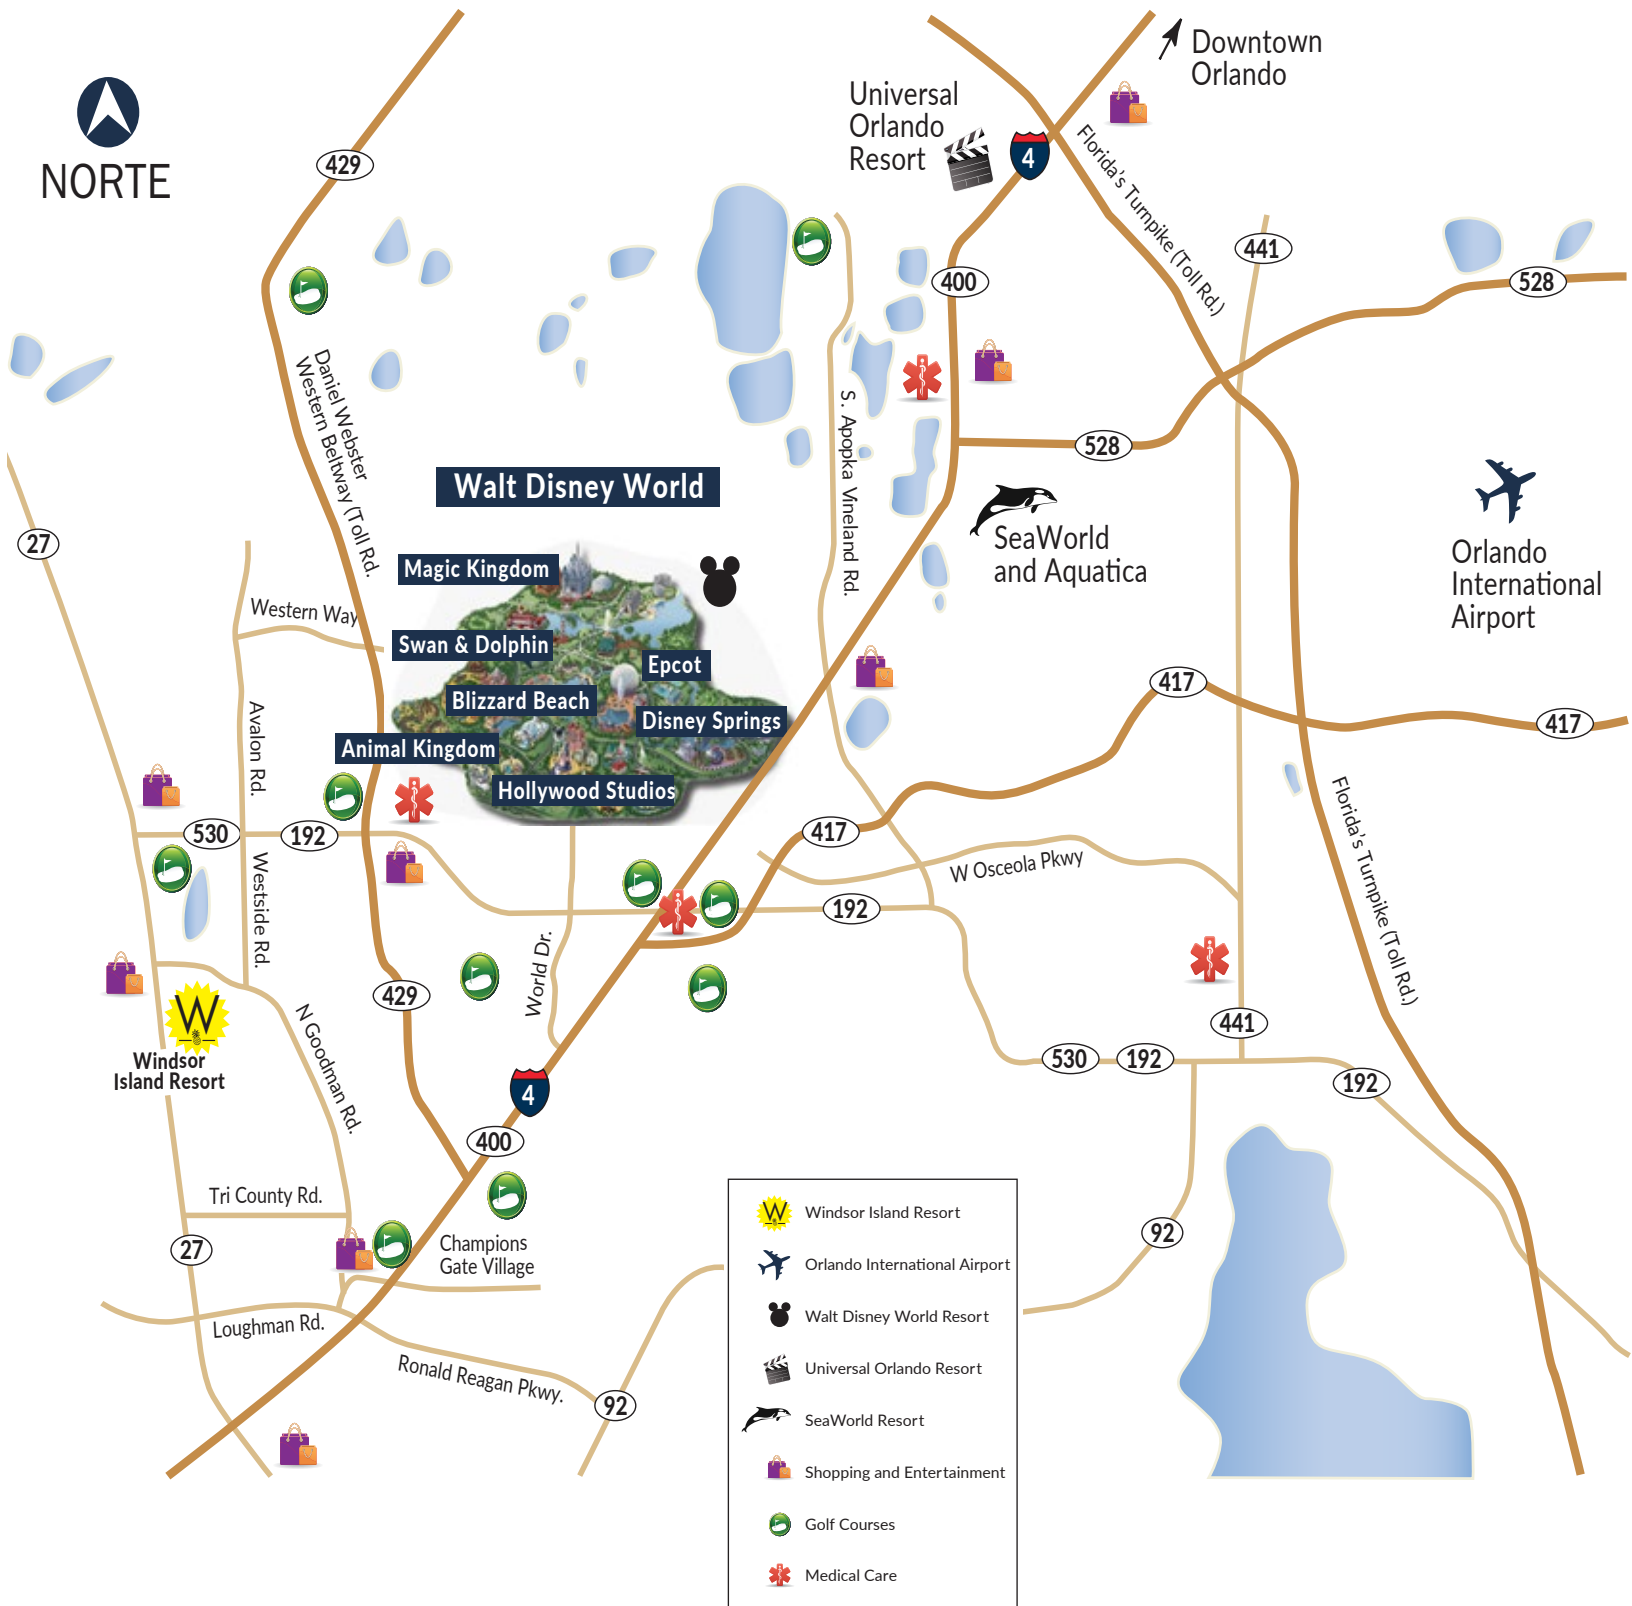 NORTE
Downtown
Orlando
Universal
Orlando
Resort
4
429
Florida's Turnpike (Toll Rd.)
441
400
528
Daniel Webster
Western Beltway (Toll Rd.
S. Apopka Vineland Rd.
528
Walt Disney World
27
SeaWorld
and Aquatica
Orlando
International
Airport
Magic Kingdom
Western Way
Swan & Dolphin
Epcot
417
Blizzard Beach
Disney Springs
417
Avalon Rd.
Animal Kingdom
Hollywood Studios
Florida's Turnpike (Toll Rd.)
530
192
417
W Osceola Pkwy
Westside Rd.
192
World Dr.
429
N Goodman Rd.
441
W
Windsor
Island Resort
530
192
192
4
400
Tri County Rd.
92
27
Champions
Gate Village
Loughman Rd.
Ronald Reagan Pkwy.
92
W
Windsor Island Resort
Orlando International Airport
Walt Disney World Resort
Universal Orlando Resort
SeaWorld Resort
Shopping and Entertainment
Golf Courses
Medical Care